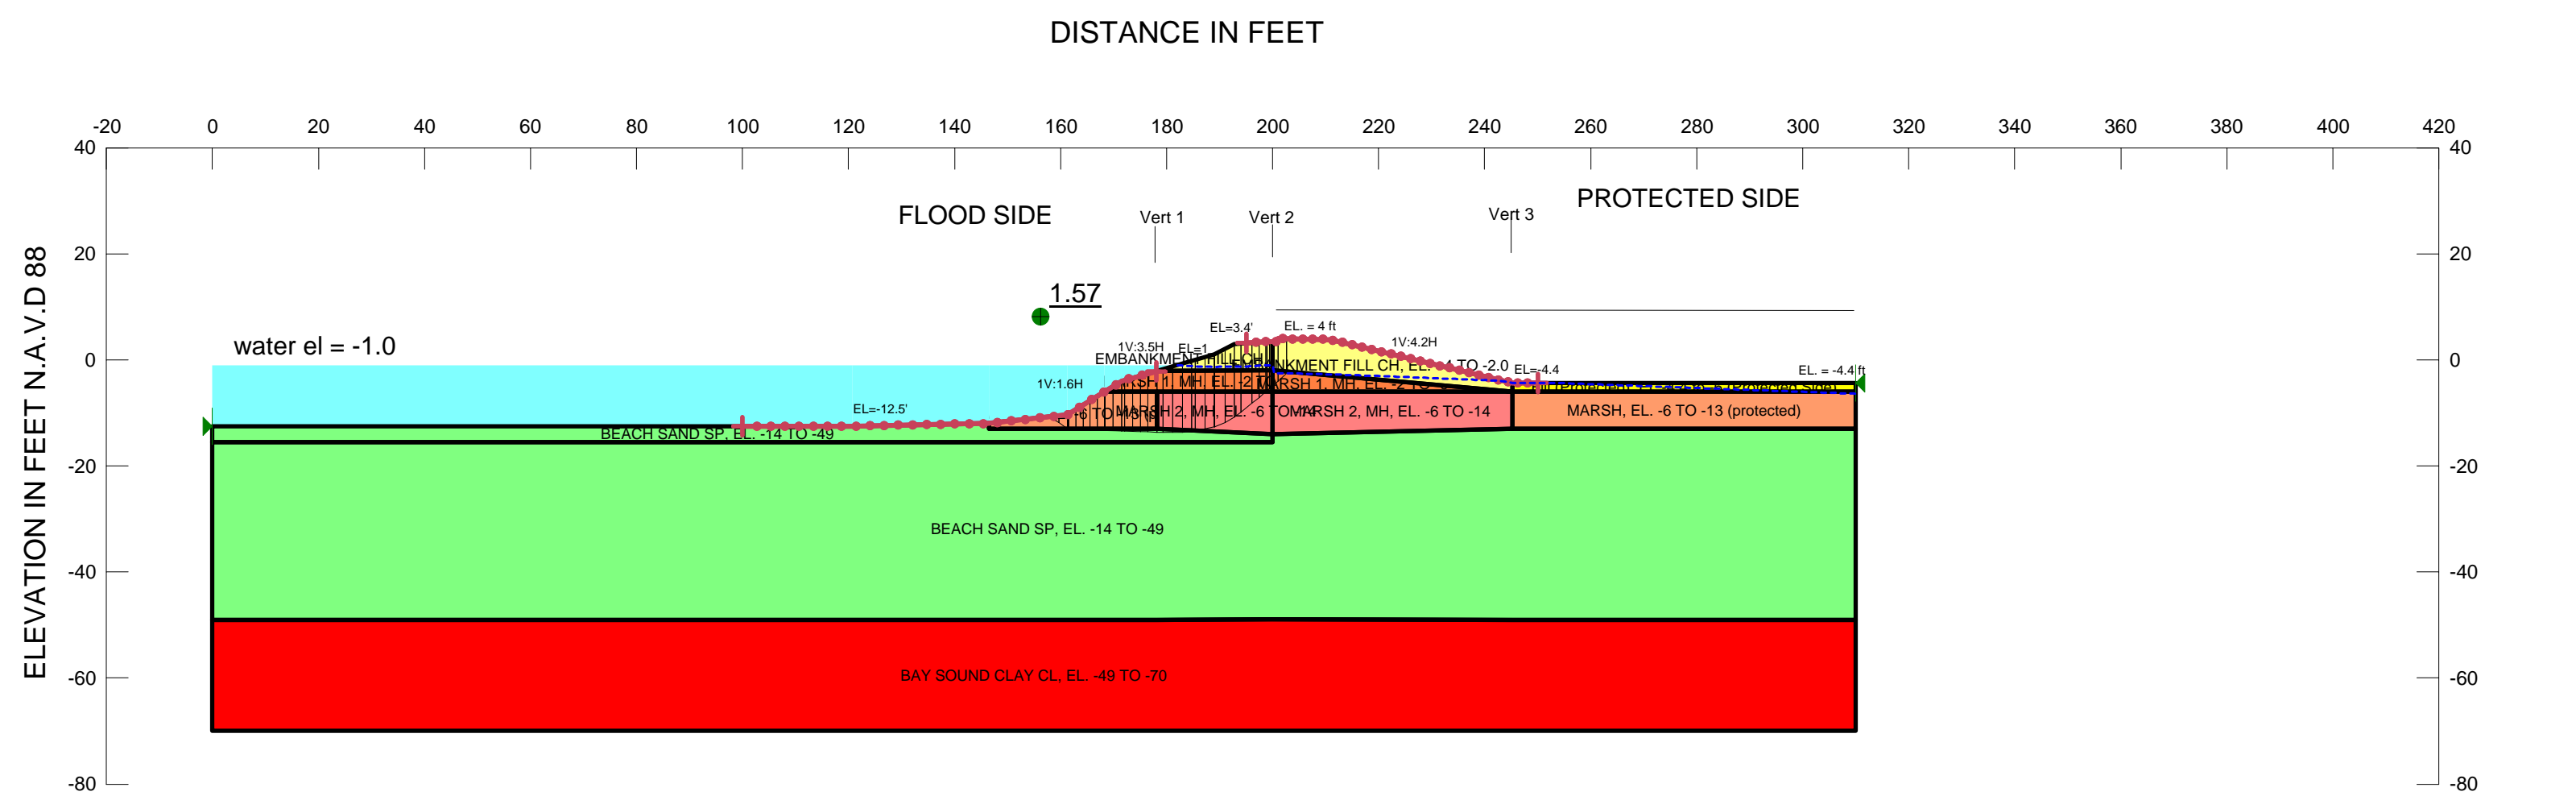 DISTANCE IN FEET
-20 0 20 40 60 80 100 120 140 160 180 200 220 240 260 280 300 320 340 360 380 400 420
40 40
FLOOD SIDE
PROTECTED SIDE
Vert 1
Vert 2
Vert 3
20 20
ELEVATION IN FEET N.A.V.D 88
1.57
water el = -1.0
EL=3.4'
EL. = 4 ft
1V:3.5H
EL=1
1V:4.2H
0 0
EMBANKMENT FILL CH,
EMBANKMENT FILL CH, EL. 4 TO -2.0
EL=-4.4
EL. = -4.4 ft
1V:1.6H
MARSH 1, MH, EL. -2 TO
MARSH 1, MH, EL. -2 TO
EL=-12.5'
-6 TO -13
MARSH 2, MH, EL. -6 TO -14
MARSH 2, MH, EL. -6 TO -14
MARSH, EL. -6 TO -13 (protected)
BEACH SAND SP, EL. -14 TO -49
-20 -20
BEACH SAND SP, EL. -14 TO -49
-40 -40
BAY SOUND CLAY CL, EL. -49 TO -70
-60 -60
-80 -80